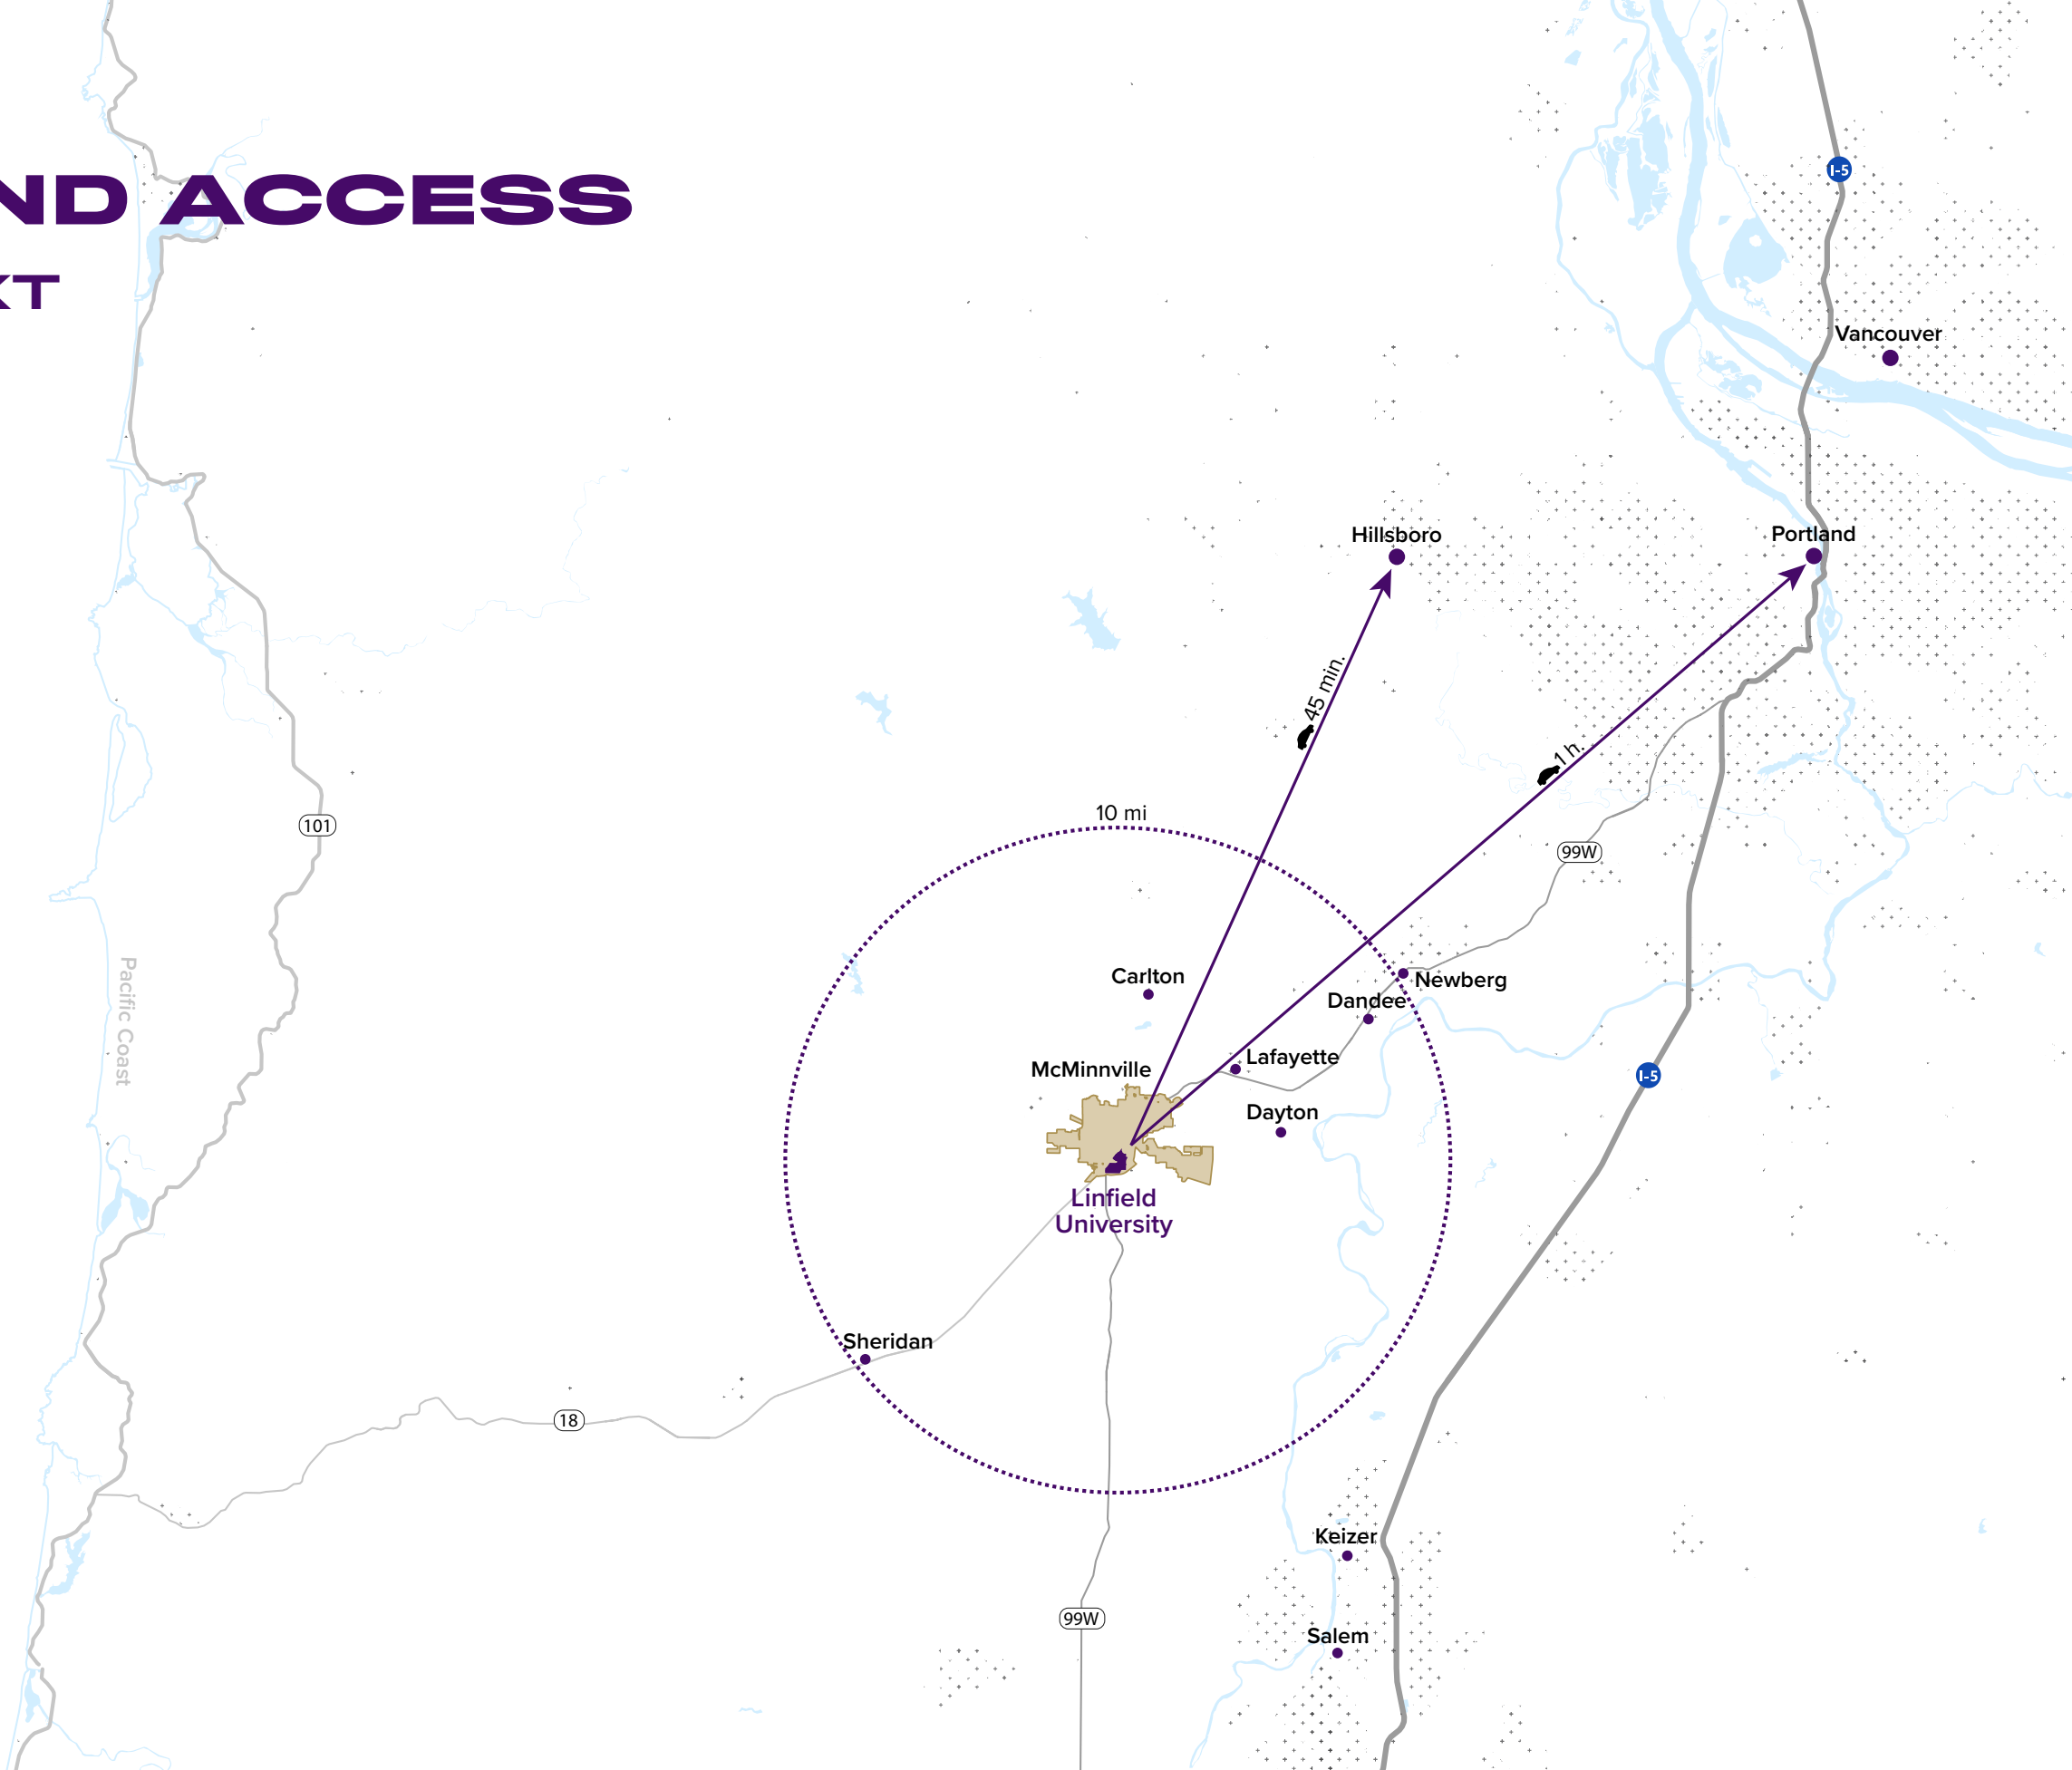 ND ACCESS
XT
I-5
Vancouver
Hillsboro
Portland
45 min.
1 h.
10 mi
101
99W
Pacific Coast
Carlton
Newberg
Dandee
Lafayette
McMinnville
I-5
Dayton
Linfield
University
Sheridan
18
Keizer
99W
Salem